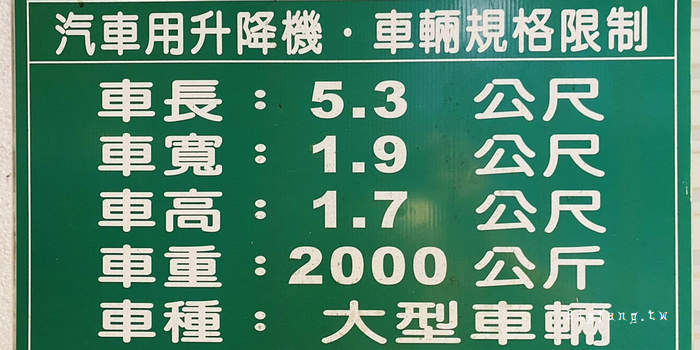 汽車用升降機・車輛規格限制
車長：5.3 公尺
車寬：1.9 公尺
車高：1.7 公尺
車重：2000 公斤
車種：大型車輛